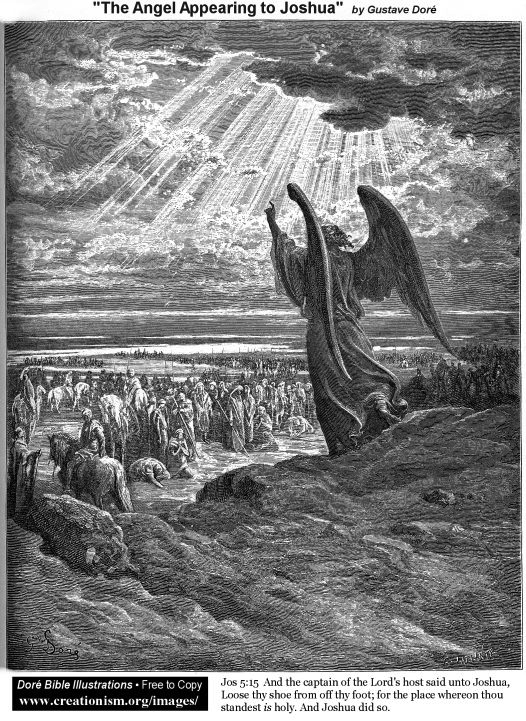 "The Angel Appearing to Joshua" by Gustave Doré
Doré Bible Illustrations • Free to Copy
www.creationism.org/images/
Jos 5:15 And the captain of the Lord's host said unto Joshua,
Loose thy shoe from off thy foot; for the place whereon thou
standest is holy. And Joshua did so.